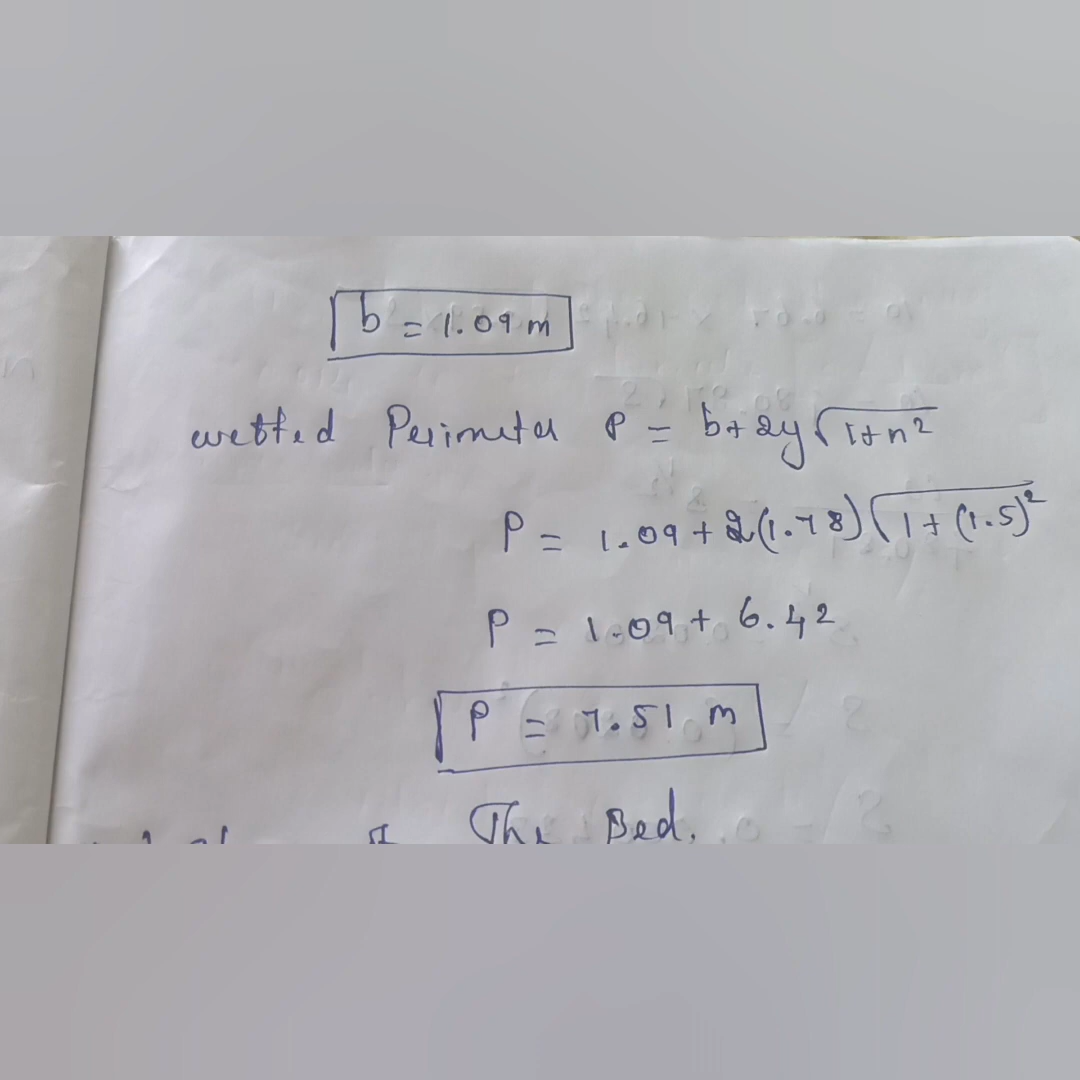 b = 1.09 m
wetted Perimeter P = b + 2y√(1+n²)
P = 1.09 + 2(1.78)√(1 + (1.5)²)
P = 1.09 + 6.42
P = 7.51 m
The Bed.